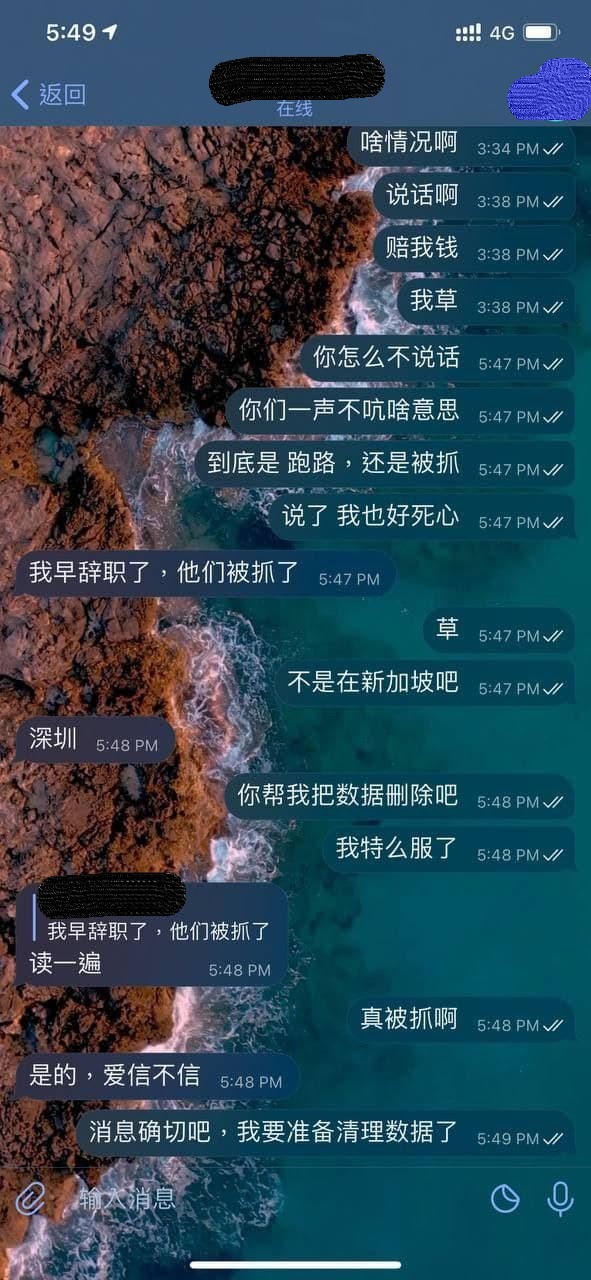 5:49
4G
返回
在线
啥情况啊 3:34 PM
说话啊 3:38 PM
赔我钱 3:38 PM
我草 3:38 PM
你怎么不说话 5:47 PM
你们一声不吭啥意思 5:47 PM
到底是 跑路，还是被抓 5:47 PM
说了 我也好死心 5:47 PM
我早辞职了，他们被抓了 5:47 PM
草 5:47 PM
不是在新加坡吧 5:47 PM
深圳 5:48 PM
你帮我把数据删除吧 5:48 PM
我特么服了 5:48 PM
我早辞职了，他们被抓了
读一遍 5:48 PM
真被抓啊 5:48 PM
是的，爱信不信 5:48 PM
消息确切吧，我要准备清理数据了 5:49 PM
输入消息